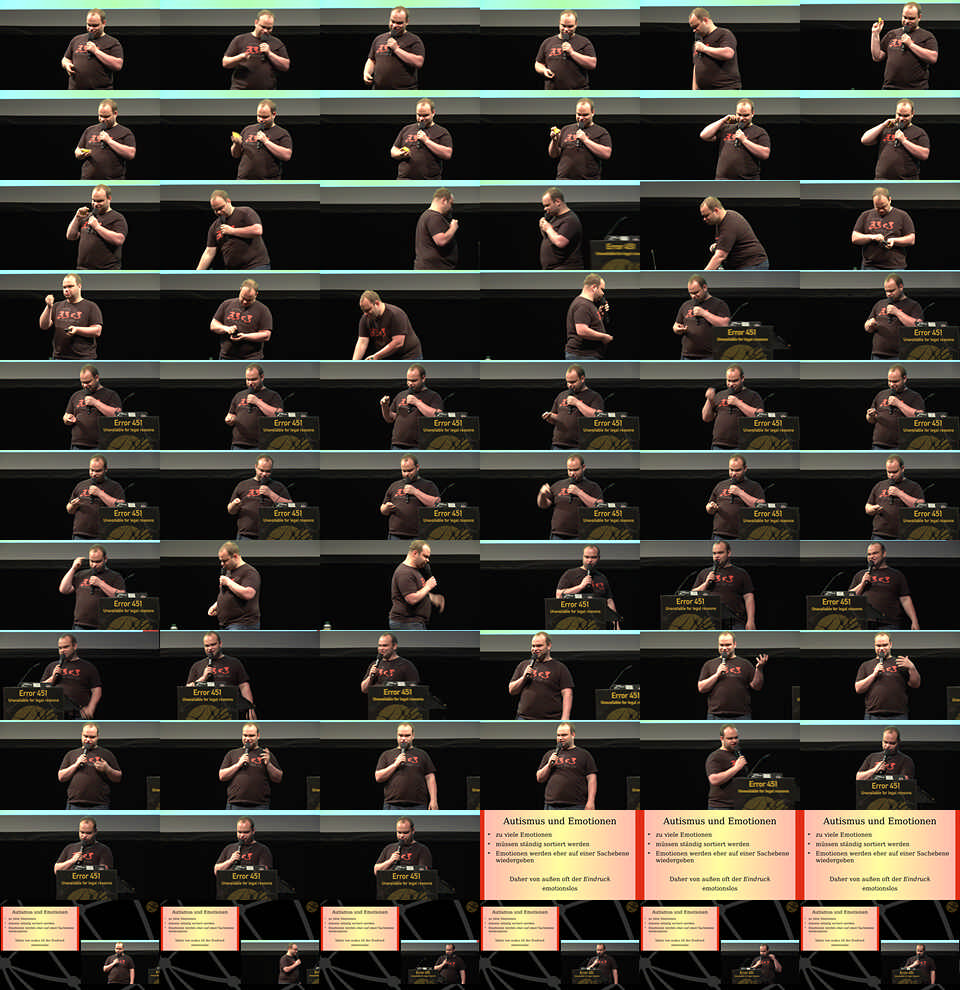 Error 451
Unavailable for legal reasons
Autismus und Emotionen
• zu viele Emotionen
• müssen ständig sortiert werden
• Emotionen werden eher auf einer Sachebene
wiedergeben
Daher von außen oft der Eindruck
emotionslos